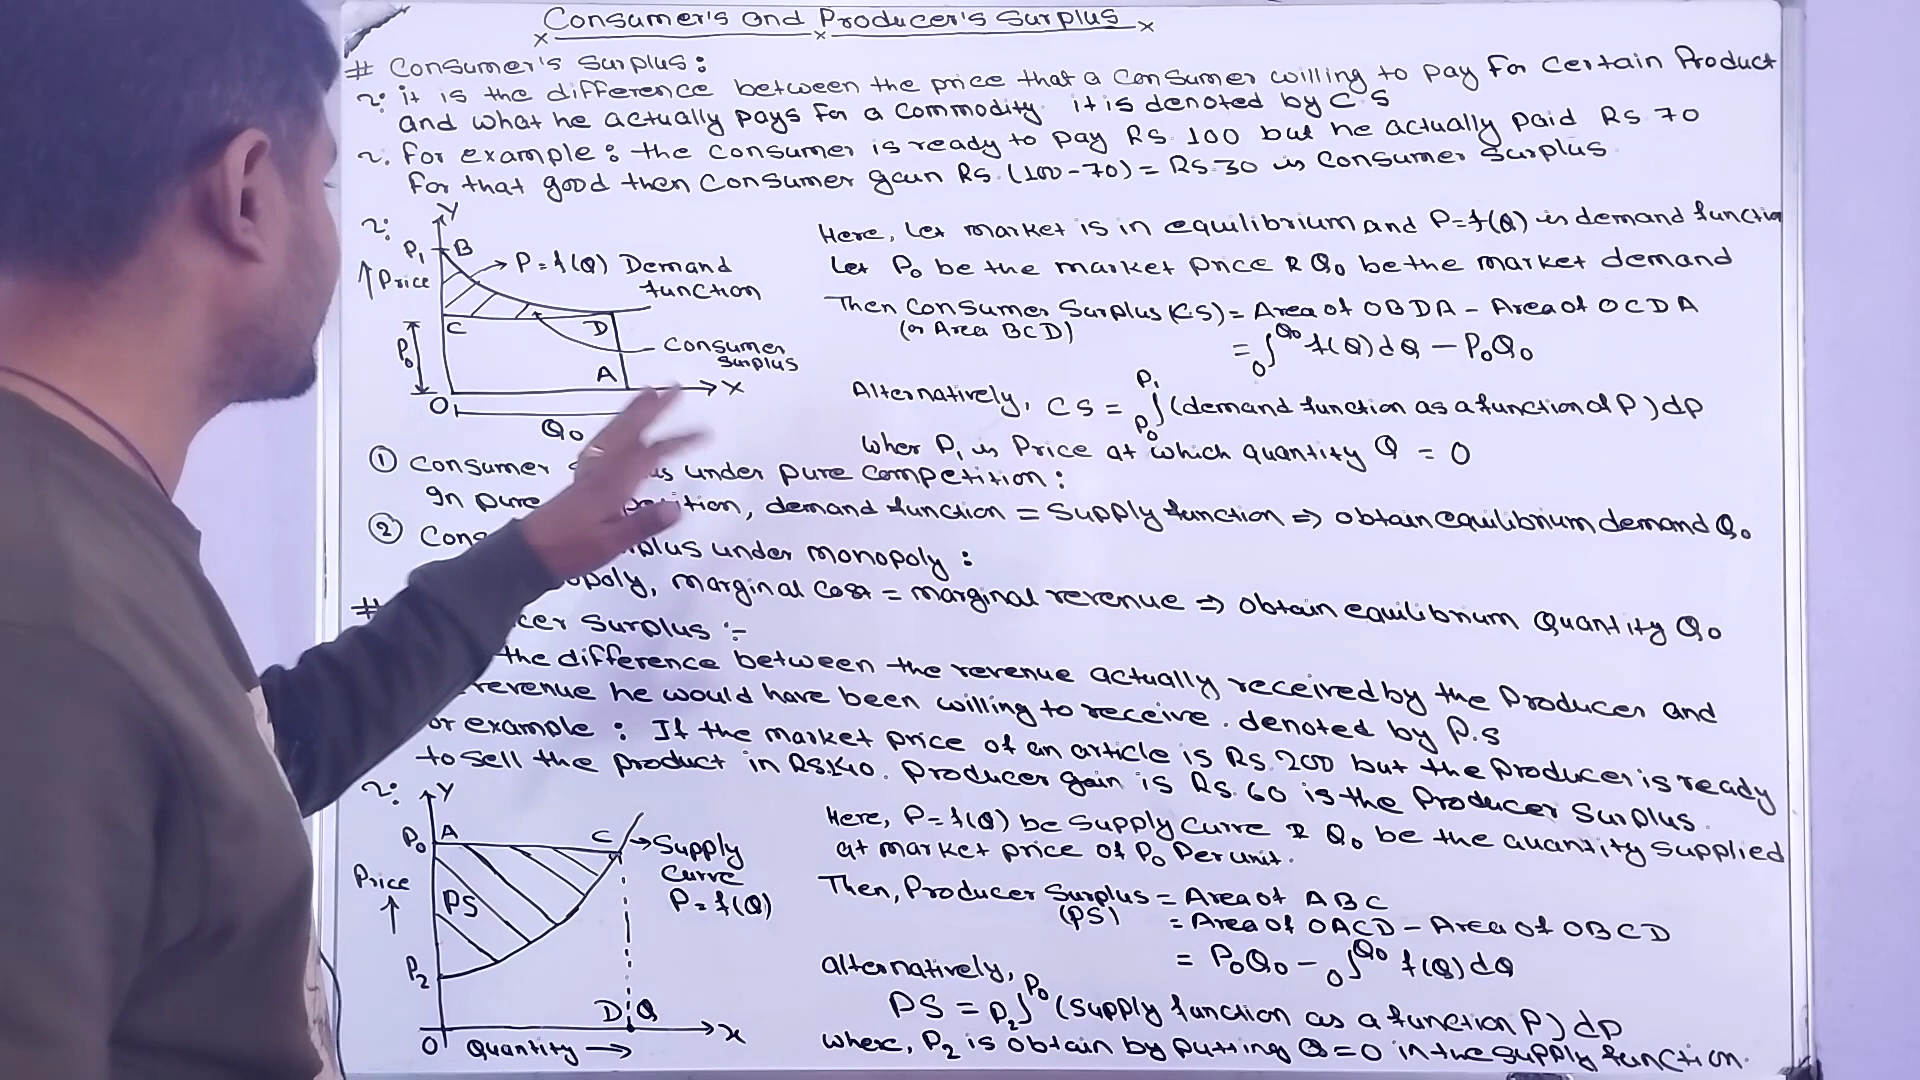 Consumer's and Producer's Surplus
# Consumer's Surplus:
it is the difference between the price that a consumer willing to pay for certain Product
and what he actually pays for a commodity. it is denoted by C S
for example: the consumer is ready to pay Rs. 100 but he actually paid Rs 70
for that good then consumer gain Rs. (100-70) = Rs. 30 is consumer surplus.
Y
P₁ B
↑ Price
P = f(Q) Demand function
C D
P₀
Consumer surplus
A
O X
Q₀
Here, Let market is in equilibrium and P=f(Q) is demand function
Let P₀ be the market price & Q₀ be the market demand
Then Consumer Surplus (CS) = Area of OBDA - Area of OCDA
(or Area BCD)
= ₀∫^Q₀ f(Q)dQ - P₀Q₀
Alternatively, CS = P₀∫^P₁ (demand function as a function of P) dp
Wher P₁ is Price at which quantity Q = 0
① Consumer us under pure competition:
In pure tition, demand function = Supply function ⇒ obtain equilibrium demand Q₀
② Cons plus under monopoly:
opoly, marginal cost = marginal revenue ⇒ obtain equilibrium Quantity Q₀
# cer Surplus :-
the difference between the revenue actually received by the Producer and
revenue he would have been willing to receive. denoted by P.S
or example: If the market price of an article is Rs. 200 but the producer is ready
to sell the product in Rs.140. Producer gain is Rs. 60 is the Producer Surplus.
Y
P₀ A C
→ Supply Curve P = f(Q)
Price ↑
PS
P₂
D Q
O Quantity → X
Here, P=f(Q) be supply curve & Q₀ be the quantity supplied
at market price of P₀ Per unit.
Then, Producer Surplus = Area of ABC
(PS) = Area of OACD - Area of OBCD
= P₀Q₀ - ₀∫^Q₀ f(Q)dQ
alternatively,
PS = P₂∫^P₀ (Supply function as a function P) dp
where, P₂ is obtain by putting Q=0 in the supply function.